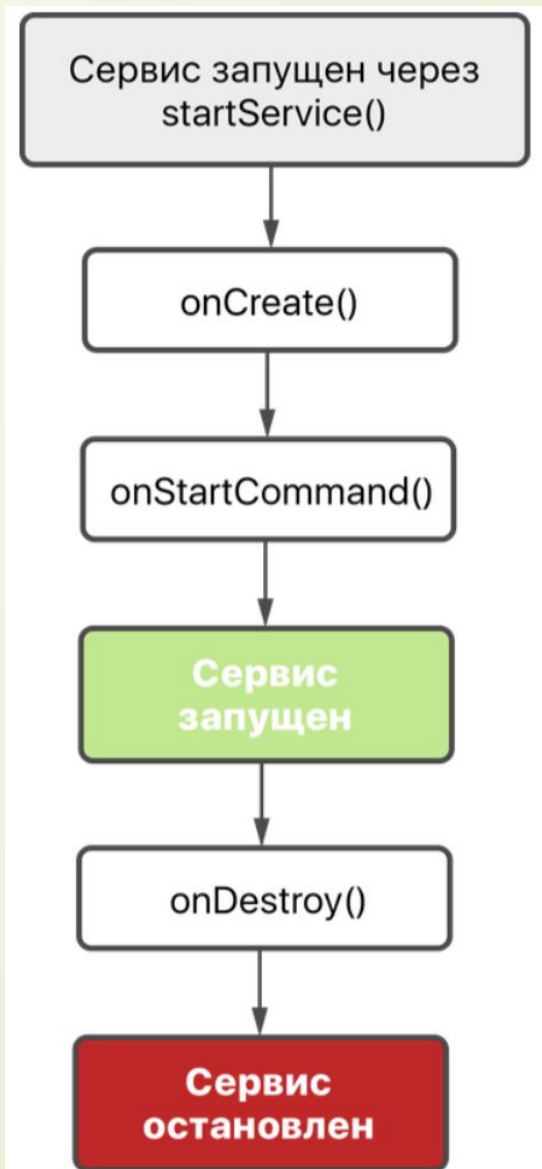 Сервис запущен через
startService()
onCreate()
onStartCommand()
Сервис
запущен
onDestroy()
Сервис
остановлен